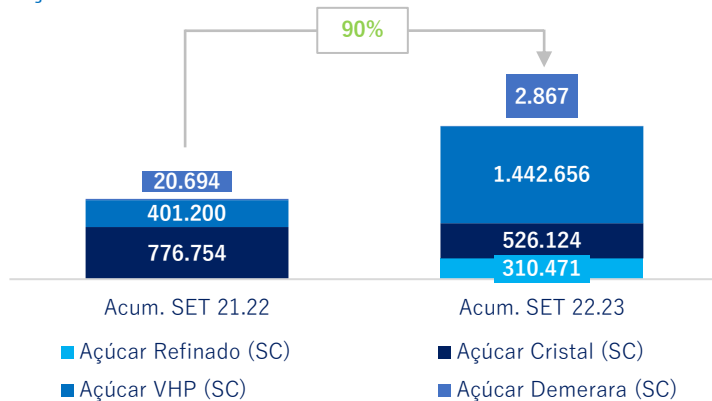 90%
2.867
20.694
1.442.656
401.200
526.124
776.754
310.471
Acum. SET 21.22
Acum. SET 22.23
Açúcar Refinado (SC)
Açúcar Cristal (SC)
Açúcar VHP (SC)
Açúcar Demerara (SC)